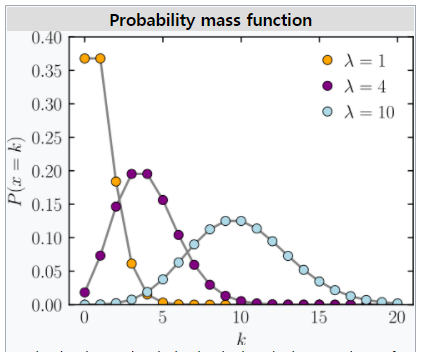 Probability mass function
0.40
0.35
0.30
0.25
0.20
0.15
0.10
0.05
0.00
P(x = k)
λ = 1
λ = 4
λ = 10
0 5 10 15 20
k